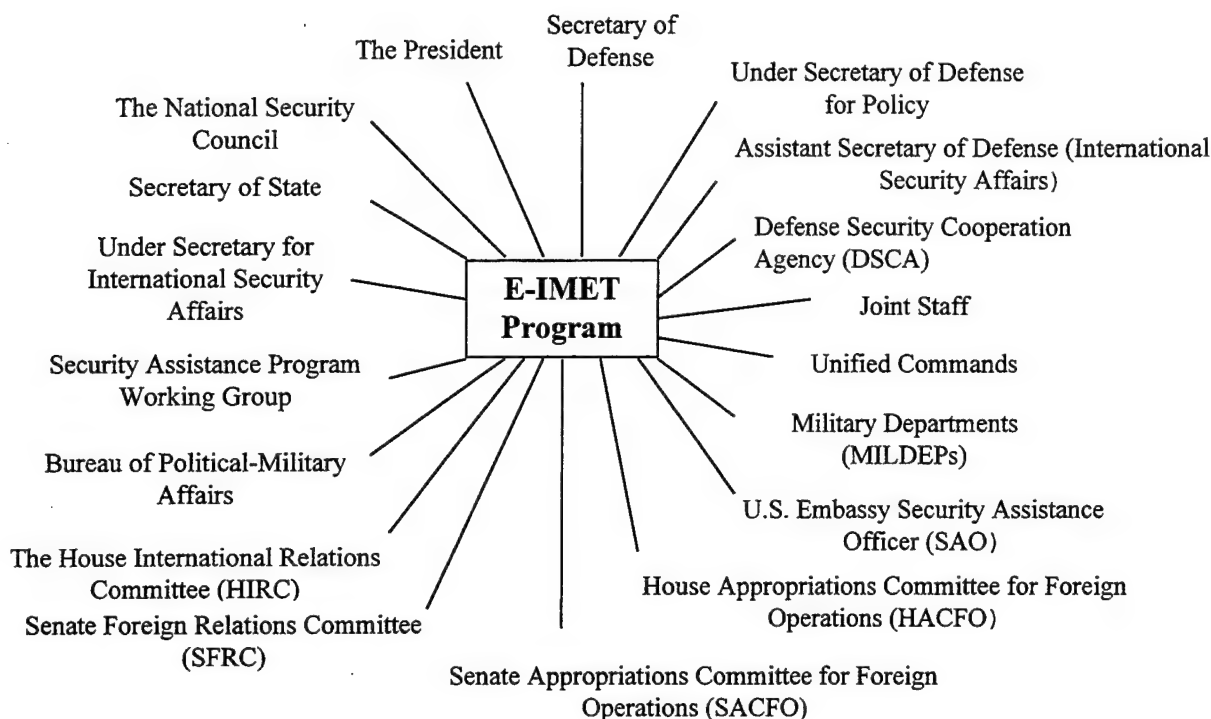 Secretary of
Defense
The President
Under Secretary of Defense
for Policy
The National Security
Council
Assistant Secretary of Defense (International
Security Affairs)
Secretary of State
Defense Security Cooperation
Agency (DSCA)
Under Secretary for
International Security
Affairs
E-IMET
Program
Joint Staff
Security Assistance Program
Working Group
Unified Commands
Military Departments
(MILDEPs)
Bureau of Political-Military
Affairs
U.S. Embassy Security Assistance
Officer (SAO)
The House International Relations
Committee (HIRC)
House Appropriations Committee for Foreign
Operations (HACFO)
Senate Foreign Relations Committee
(SFRC)
Senate Appropriations Committee for Foreign
Operations (SACFO)